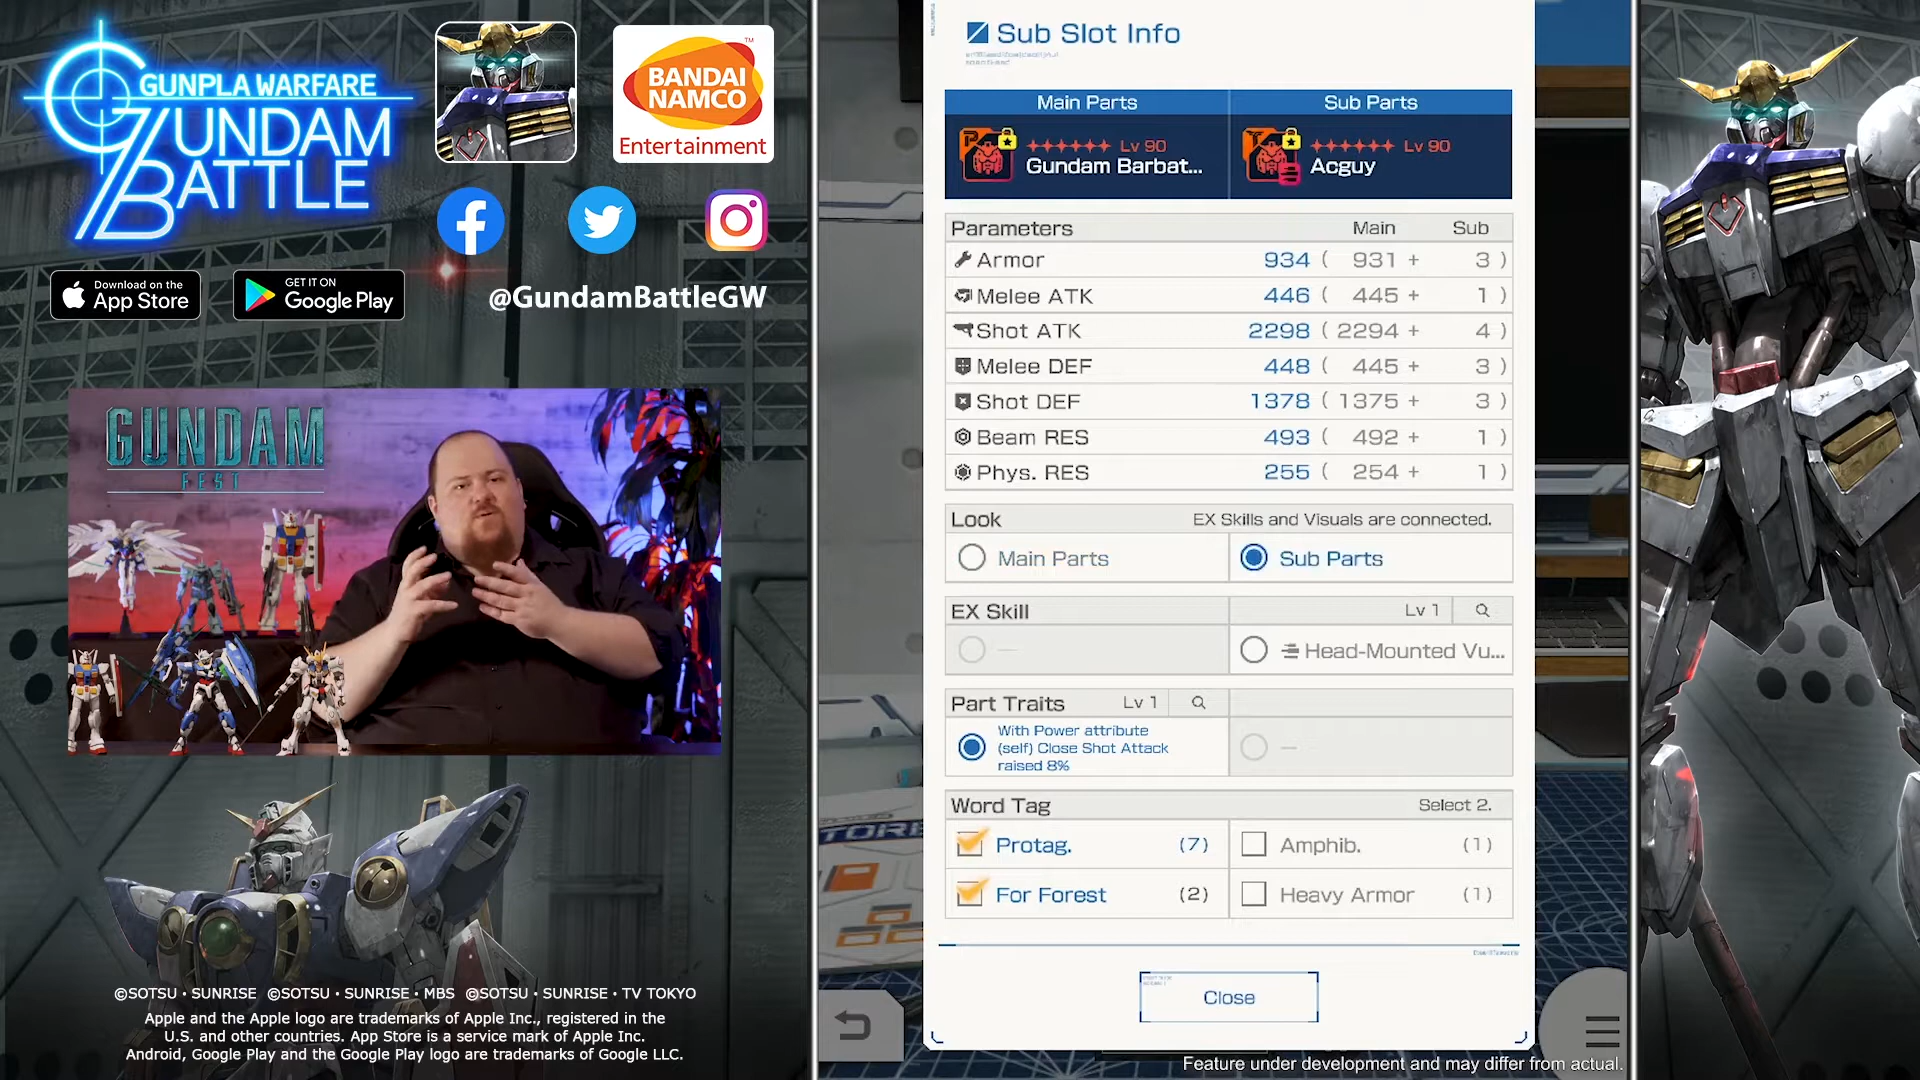 GUNPLA WARFARE
GUNDAM
BATTLE
BANDAI
NAMCO
Entertainment
TM
Download on the
App Store
GET IT ON
Google Play
@GundamBattleGW
GUNDAM
FEST
©SOTSU・SUNRISE ©SOTSU・SUNRISE・MBS ©SOTSU・SUNRISE・TV TOKYO
Apple and the Apple logo are trademarks of Apple Inc., registered in the
U.S. and other countries. App Store is a service mark of Apple Inc.
Android, Google Play and the Google Play logo are trademarks of Google LLC.
Sub Slot Info
Main Parts Sub Parts
Lv 90 Lv 90
Gundam Barbat... Acguy
Parameters Main Sub
Armor 934 ( 931 + 3 )
Melee ATK 446 ( 445 + 1 )
Shot ATK 2298 ( 2294 + 4 )
Melee DEF 448 ( 445 + 3 )
Shot DEF 1378 ( 1375 + 3 )
Beam RES 493 ( 492 + 1 )
Phys. RES 255 ( 254 + 1 )
Look EX Skills and Visuals are connected.
Main Parts Sub Parts
EX Skill Lv 1
— Head-Mounted Vu...
Part Traits Lv 1
With Power attribute
(self) Close Shot Attack
raised 8%
—
Word Tag Select 2.
Protag. (7) Amphib. (1)
For Forest (2) Heavy Armor (1)
Close
Feature under development and may differ from actual.